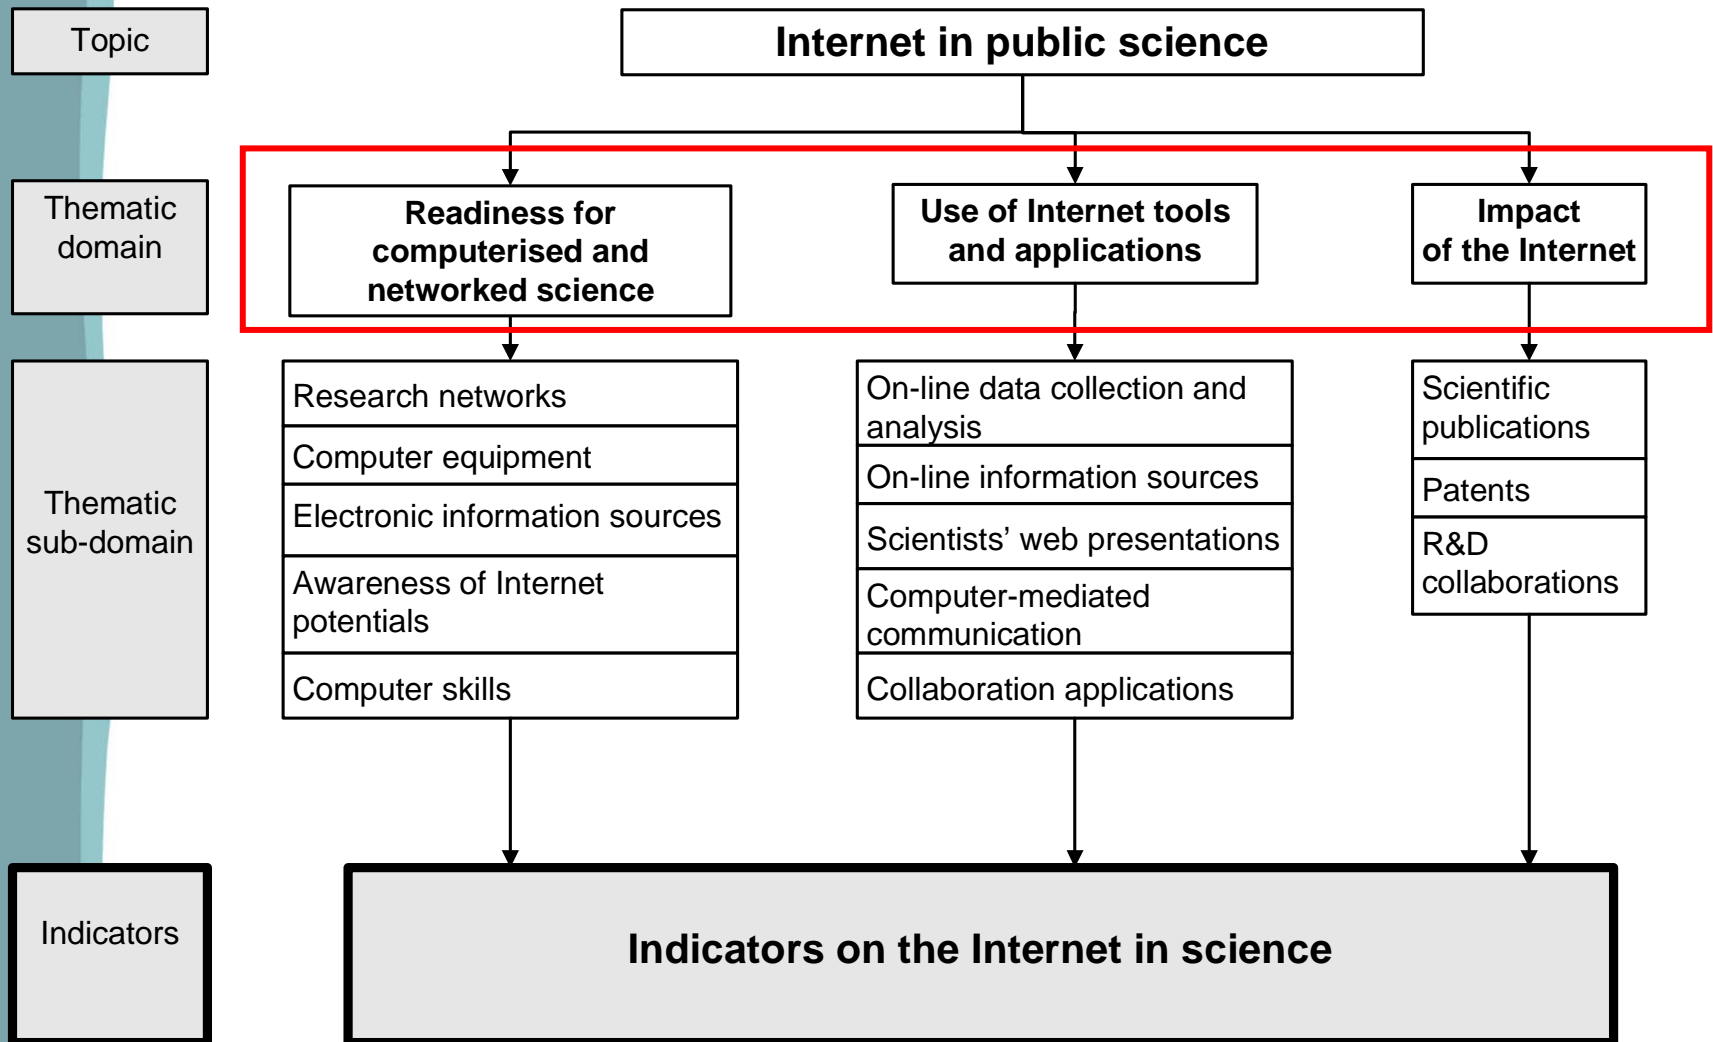 Topic
Internet in public science
Thematic
domain
Readiness for
computerised and
networked science
Use of Internet tools
and applications
Impact
of the Internet
Thematic
sub-domain
Research networks
Computer equipment
Electronic information sources
Awareness of Internet
potentials
Computer skills
On-line data collection and
analysis
On-line information sources
Scientists’ web presentations
Computer-mediated
communication
Collaboration applications
Scientific
publications
Patents
R&D
collaborations
Indicators
Indicators on the Internet in science